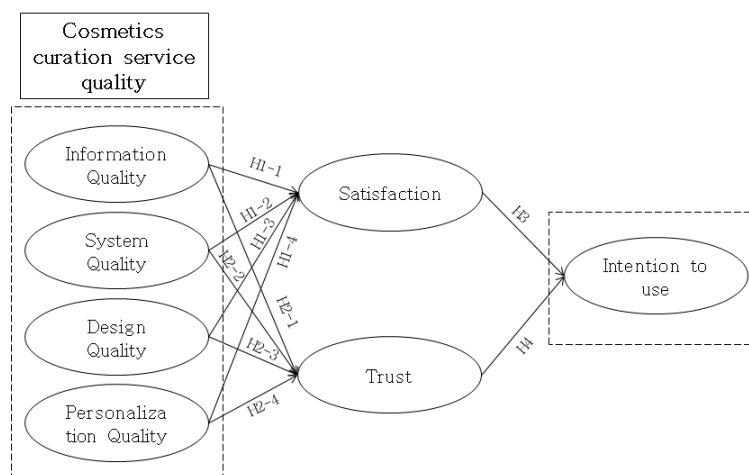 Cosmetics
curation service
quality
Information
Quality
System
Quality
Design
Quality
Personaliza
tion Quality
H1-1
H1-2
H1-3
H1-4
H2-2
H2-1
H2-3
H2-4
Satisfaction
Trust
H3
H4
Intention to
use